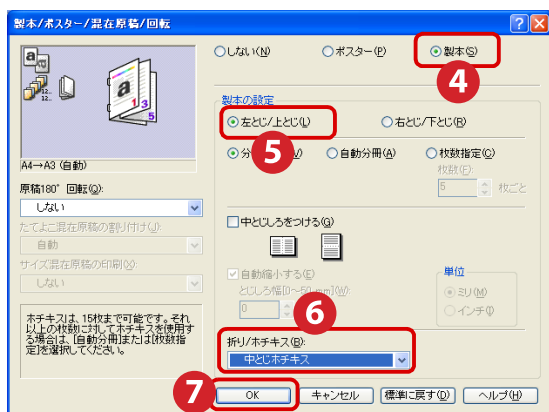 製本/ポスター/混在原稿/回転
しない(N)
ポスター(P)
製本(S)
4
製本の設定
左とじ/上とじ(L)
右とじ/下とじ(R)
5
自動分冊(A)
枚数指定(C)
枚数(F):
5
枚ごと
A4→A3 (自動)
原稿180°回転(Q):
しない
たてよこ混在原稿の割り付け(J):
自動
サイズ混在原稿の印刷(X):
しない
中とじしろをつける(G)
自動縮小する(E)
とじしろ幅[0~50 mm](W):
0
単位
ミリ(M)
インチ(I)
ホチキスは、15枚まで可能です。それ
以上の枚数に対してホチキスを使用す
る場合は、[自動分冊]または[枚数指
定]を選択してください。
6
折り/ホチキス(B):
中とじホチキス
7
OK
キャンセル
標準に戻す(D)
ヘルプ(H)